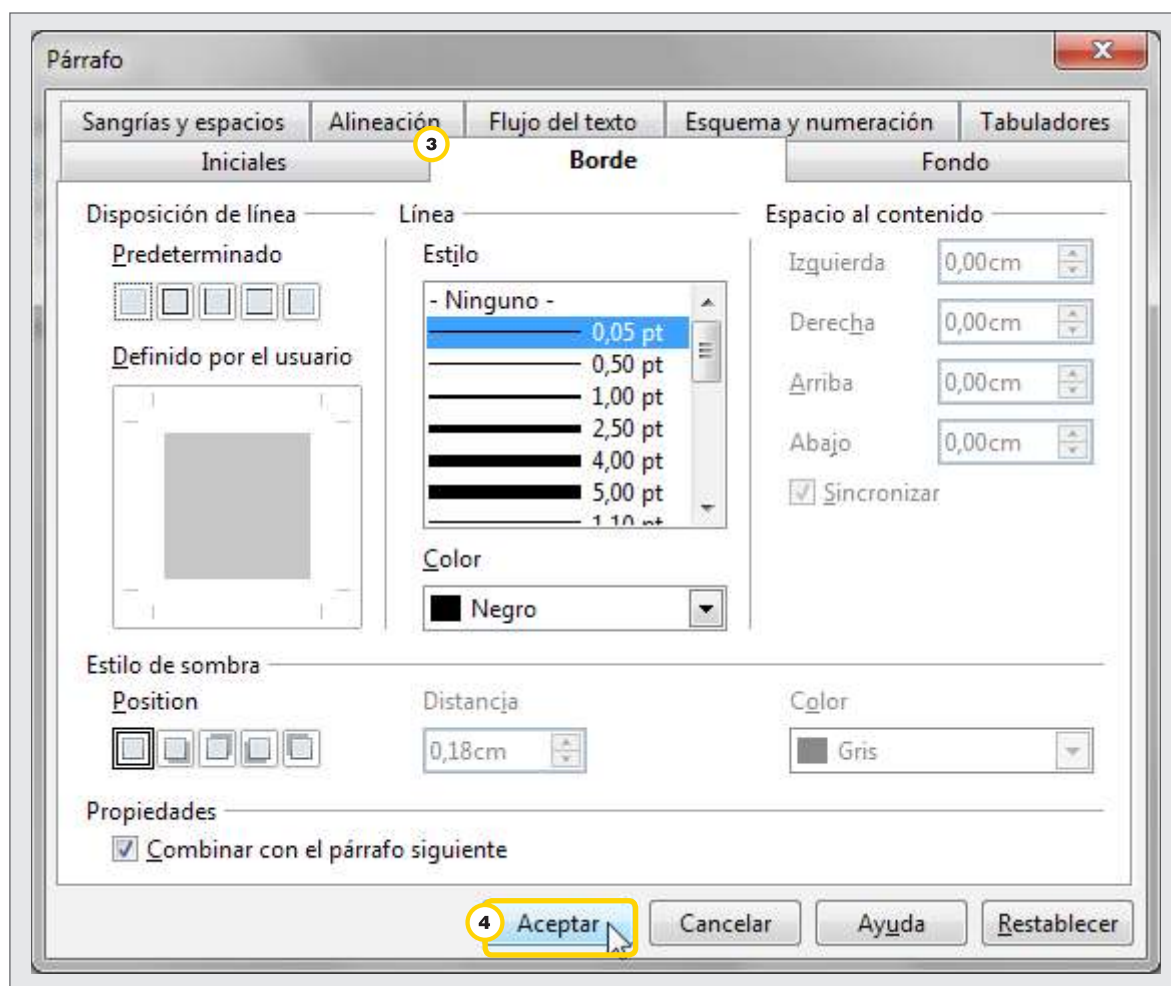 Párrafo
Sangrías y espacios Alineación Flujo del texto Esquema y numeración Tabuladores
3
Iniciales Borde Fondo
Disposición de línea Línea Espacio al contenido
Predeterminado Estilo Izquierda 0,00cm
- Ninguno -
0,05 pt Derecha 0,00cm
Definido por el usuario 0,50 pt
1,00 pt Arriba 0,00cm
2,50 pt
4,00 pt Abajo 0,00cm
5,00 pt Sincronizar
1,10 pt
Color
Negro
Estilo de sombra
Position Distancia Color
0,18cm Gris
Propiedades
Combinar con el párrafo siguiente
4 Aceptar Cancelar Ayuda Restablecer